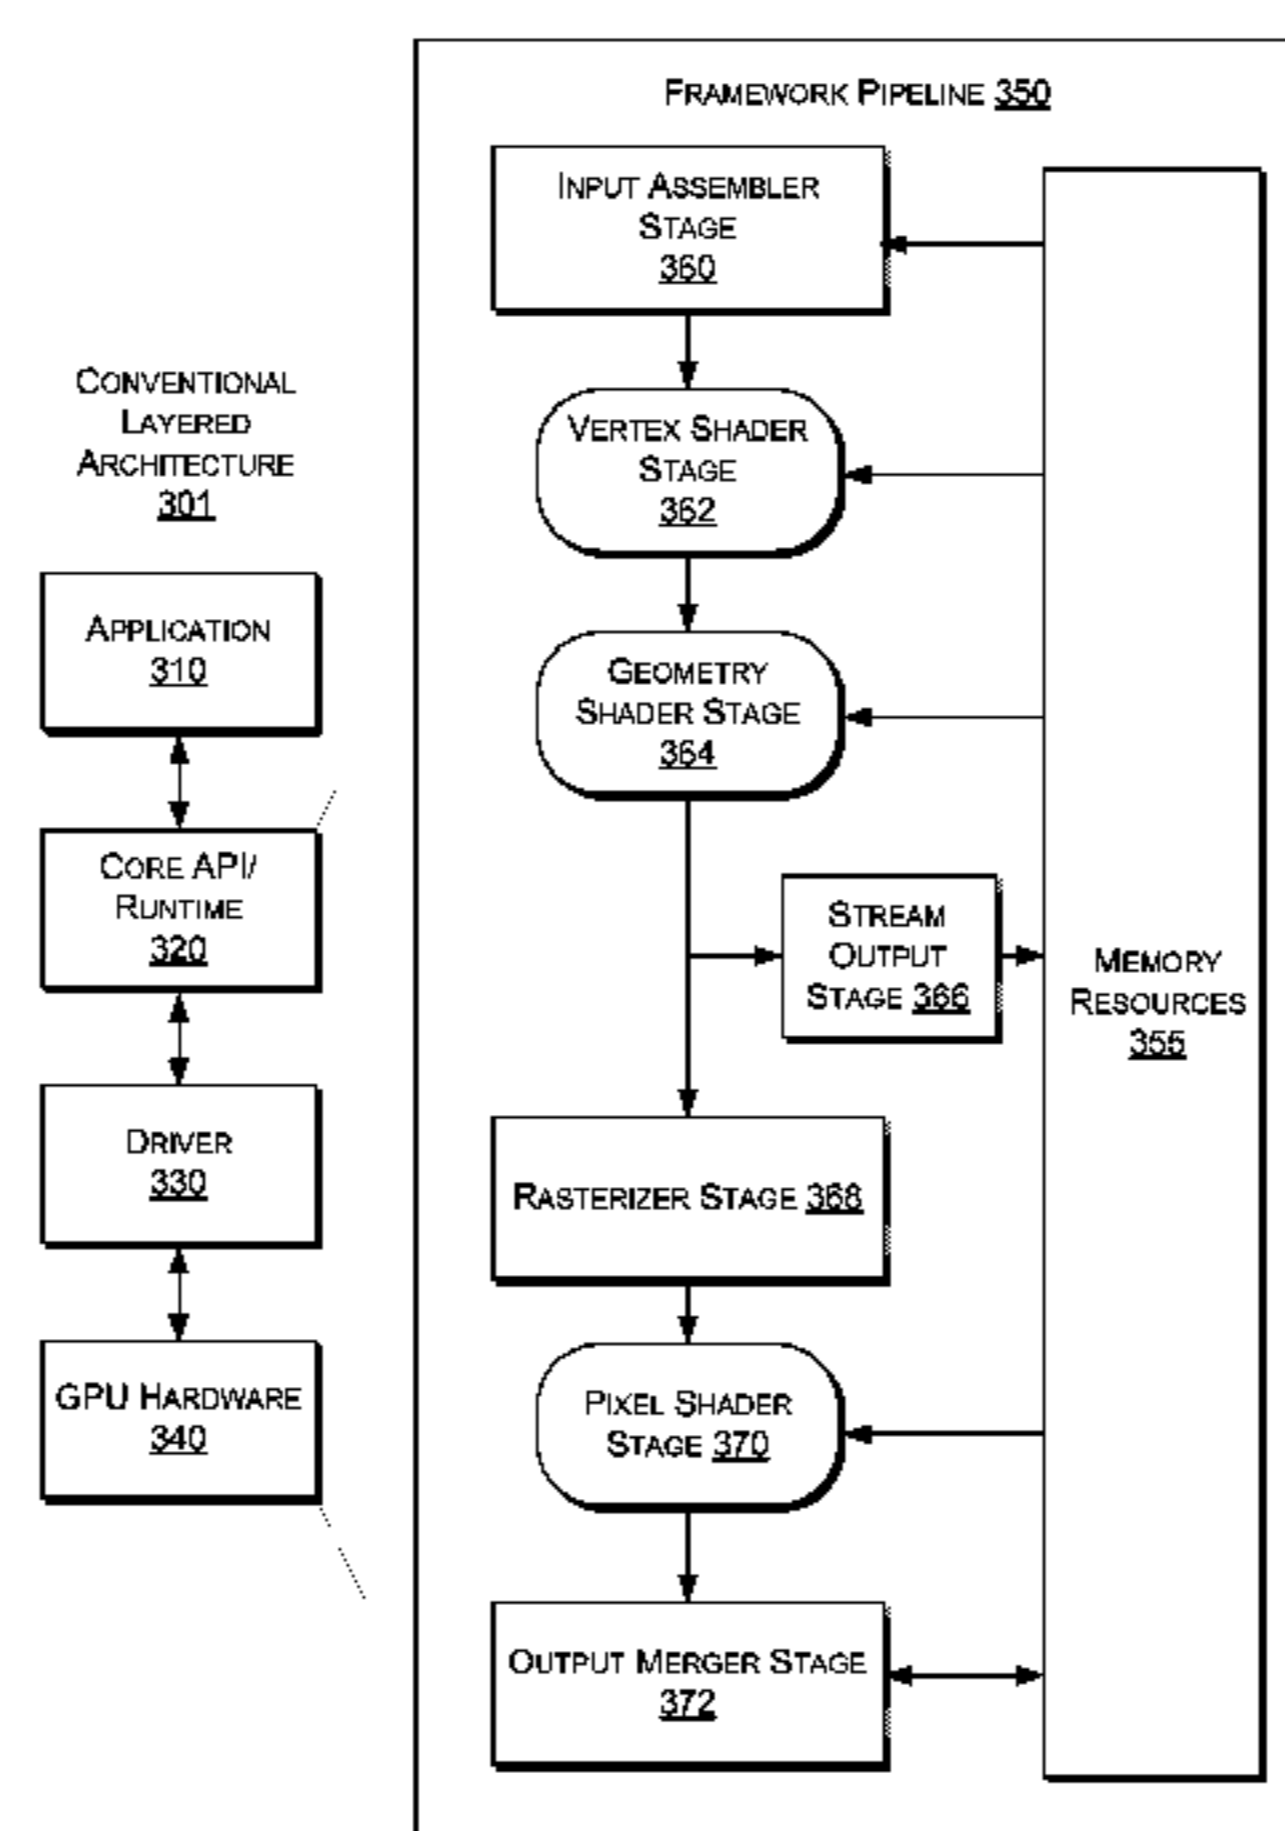 CONVENTIONAL
LAYERED
ARCHITECTURE
301
APPLICATION
310
CORE API/
RUNTIME
320
DRIVER
330
GPU HARDWARE
340
FRAMEWORK PIPELINE 350
INPUT ASSEMBLER
STAGE
360
VERTEX SHADER
STAGE
362
GEOMETRY
SHADER STAGE
364
STREAM
OUTPUT
STAGE 366
MEMORY
RESOURCES
355
RASTERIZER STAGE 368
PIXEL SHADER
STAGE 370
OUTPUT MERGER STAGE
372